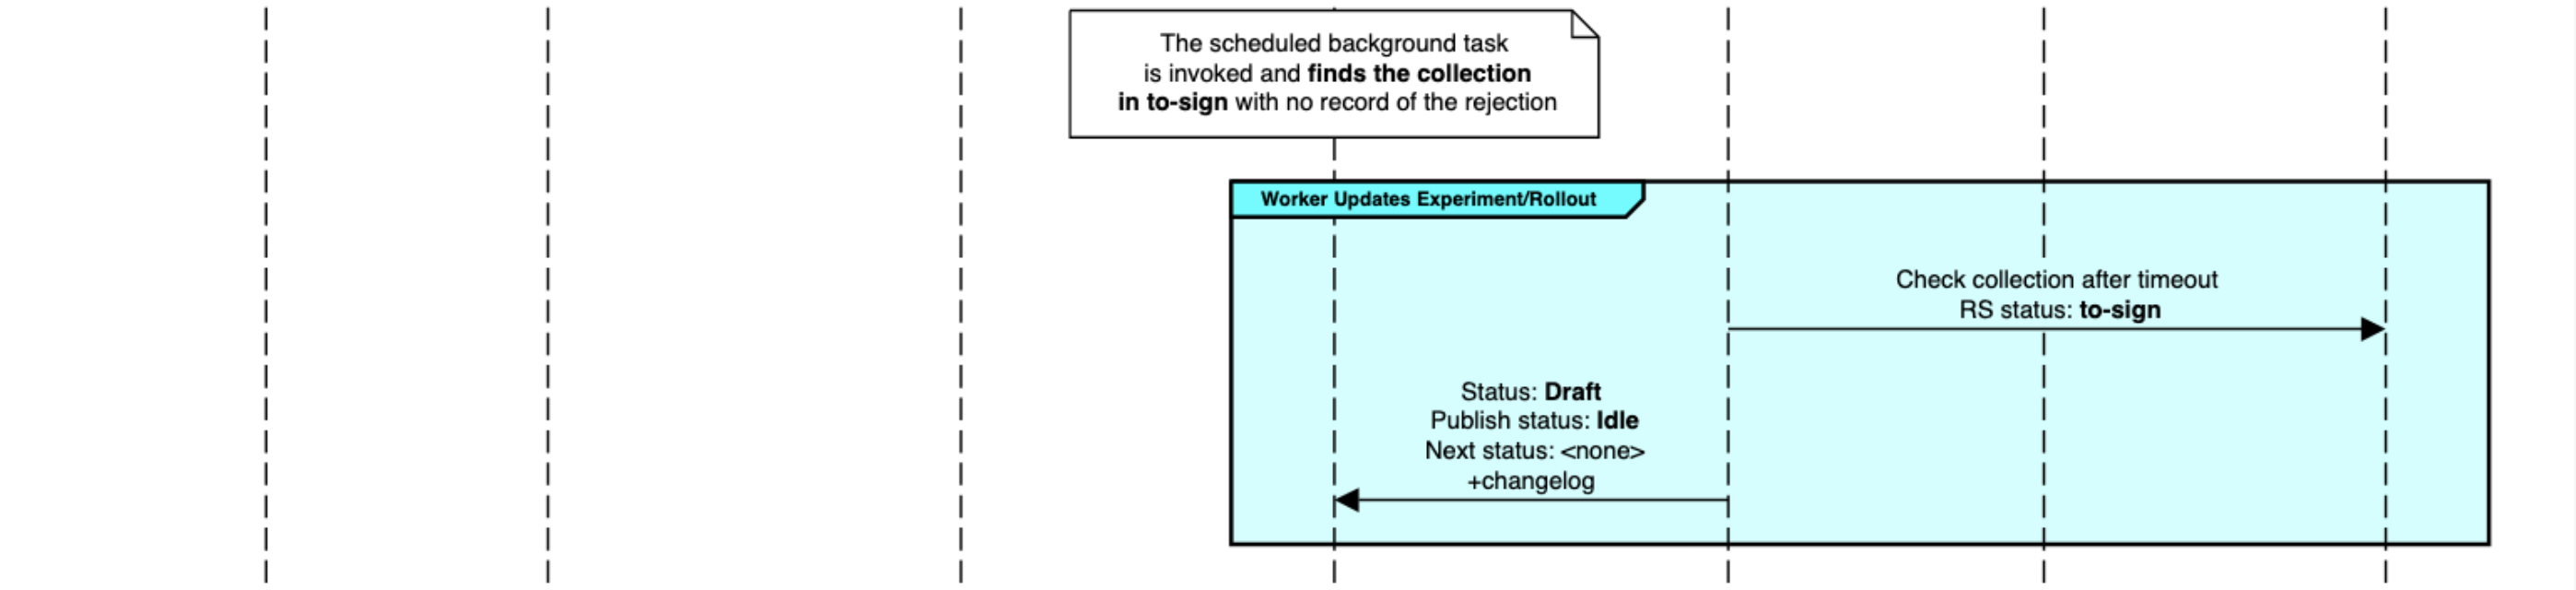 The scheduled background task
is invoked and finds the collection
in to-sign with no record of the rejection
Worker Updates Experiment/Rollout
Check collection after timeout
RS status: to-sign
Status: Draft
Publish status: Idle
Next status: <none>
+changelog